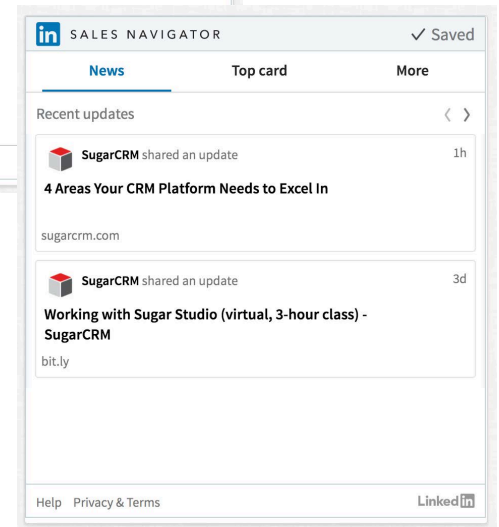 in SALES NAVIGATOR ✓ Saved
News Top card More
Recent updates
SugarCRM shared an update 1h
4 Areas Your CRM Platform Needs to Excel In
sugarcrm.com
SugarCRM shared an update 3d
Working with Sugar Studio (virtual, 3-hour class) -
SugarCRM
bit.ly
Help Privacy & Terms Linked in